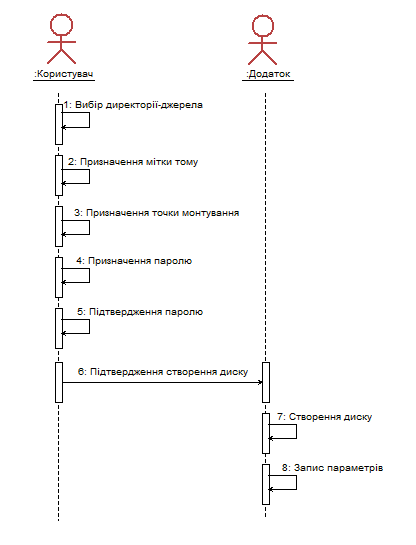 :Користувач
:Додаток
1: Вибір директорії-джерела
2: Призначення мітки тому
3: Призначення точки монтування
4: Призначення паролю
5: Підтвердження паролю
6: Підтвердження створення диску
7: Створення диску
8: Запис параметрів